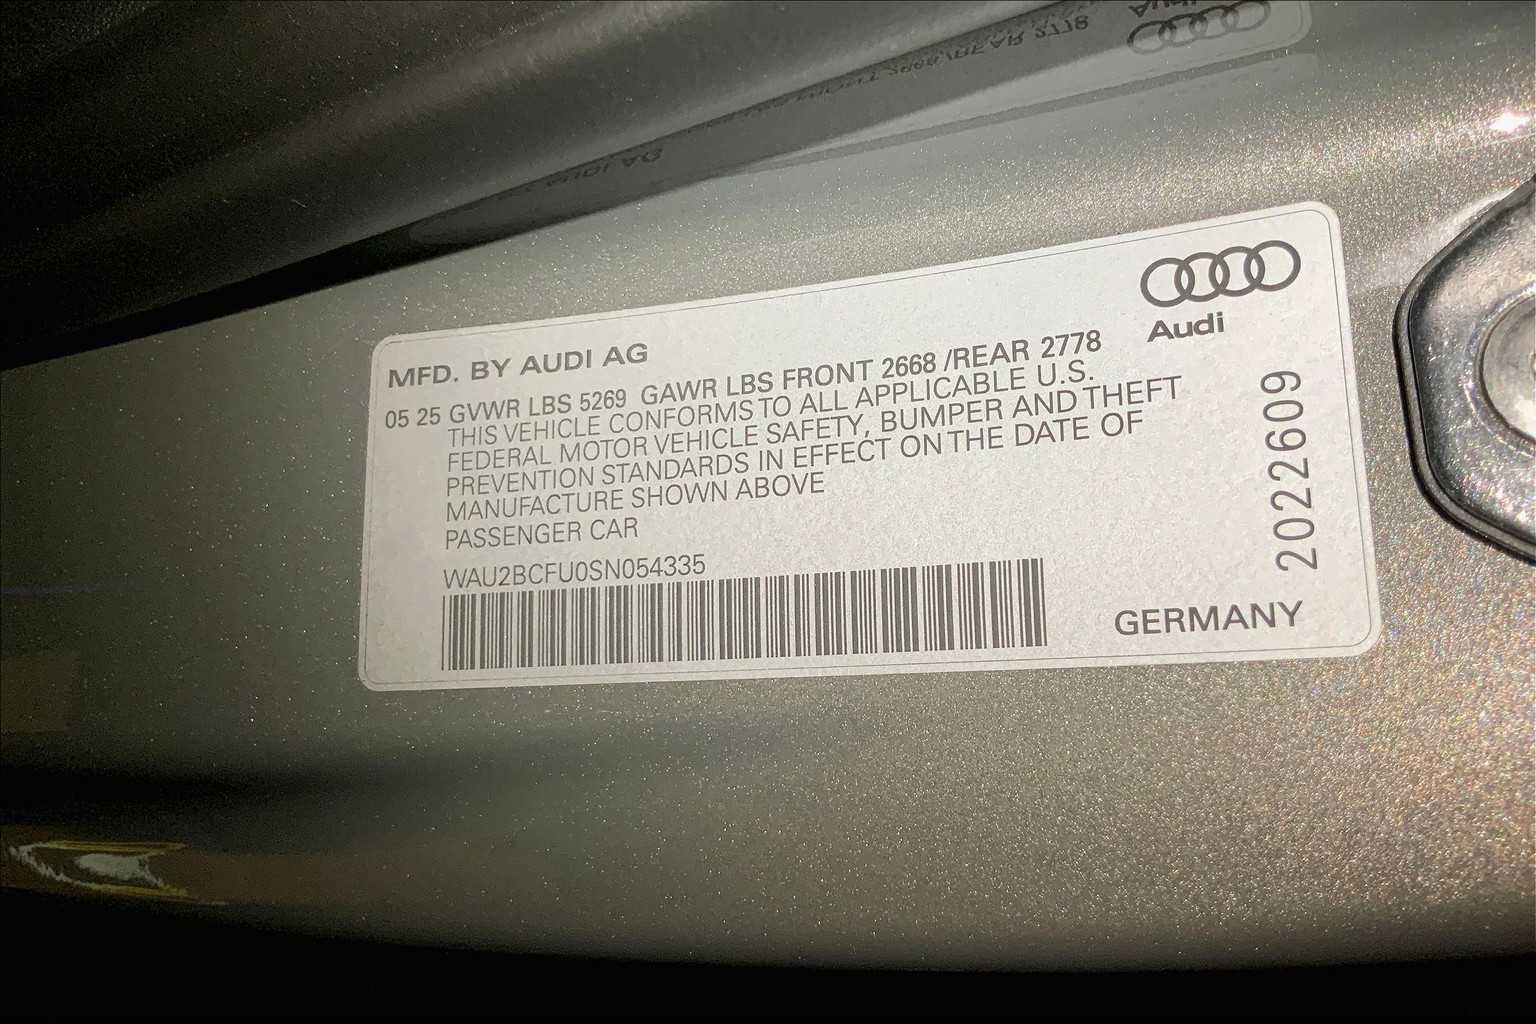 Audi
MFD. BY AUDI AG
05 25 GVWR LBS 5269 GAWR LBS FRONT 2668 /REAR 2778
THIS VEHICLE CONFORMS TO ALL APPLICABLE U.S.
FEDERAL MOTOR VEHICLE SAFETY, BUMPER AND THEFT
PREVENTION STANDARDS IN EFFECT ON THE DATE OF
MANUFACTURE SHOWN ABOVE
PASSENGER CAR
WAU2BCFU0SN054335
GERMANY
2022609